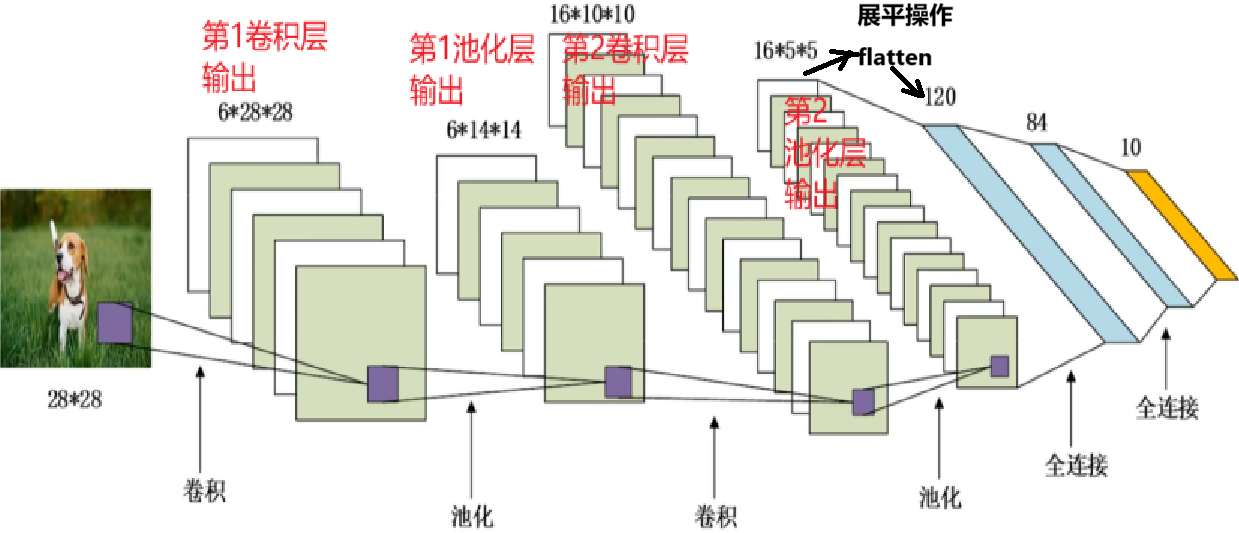 第1卷积层
输出
6*28*28
第1池化层
输出
6*14*14
16*10*10
第2卷积层
输出
16*5*5
第2
池化层
输出
展平操作
flatten
120
84
10
28*28
卷积
池化
卷积
池化
全连接
全连接